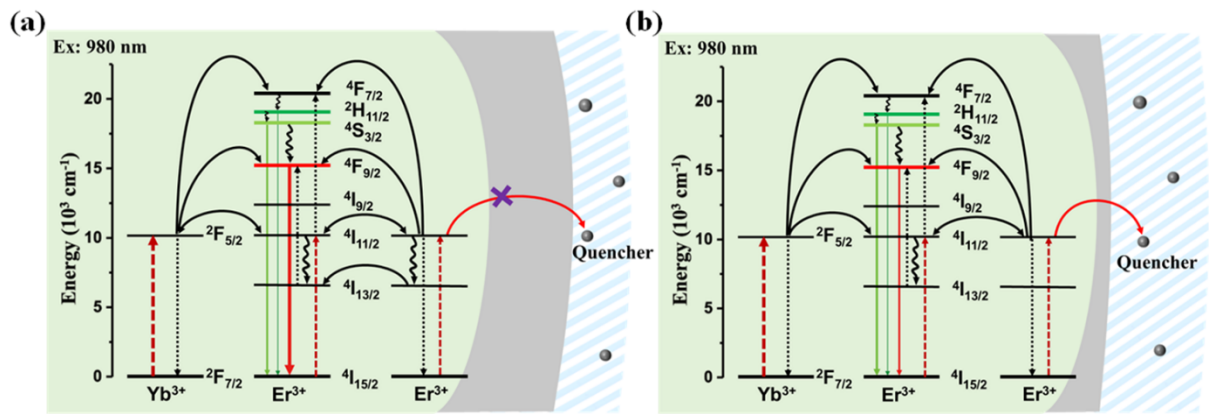 (a)
Ex: 980 nm
Energy (10³ cm⁻¹)
20
15
10
5
0
²F₅/₂
²F₇/₂
Yb³⁺
⁴F₇/₂
²H₁₁/₂
⁴S₃/₂
⁴F₉/₂
⁴I₉/₂
⁴I₁₁/₂
⁴I₁₃/₂
⁴I₁₅/₂
Er³⁺
Er³⁺
Quencher
(b)
Ex: 980 nm
Energy (10³ cm⁻¹)
20
15
10
5
0
²F₅/₂
²F₇/₂
Yb³⁺
⁴F₇/₂
²H₁₁/₂
⁴S₃/₂
⁴F₉/₂
⁴I₉/₂
⁴I₁₁/₂
⁴I₁₃/₂
⁴I₁₅/₂
Er³⁺
Er³⁺
Quencher